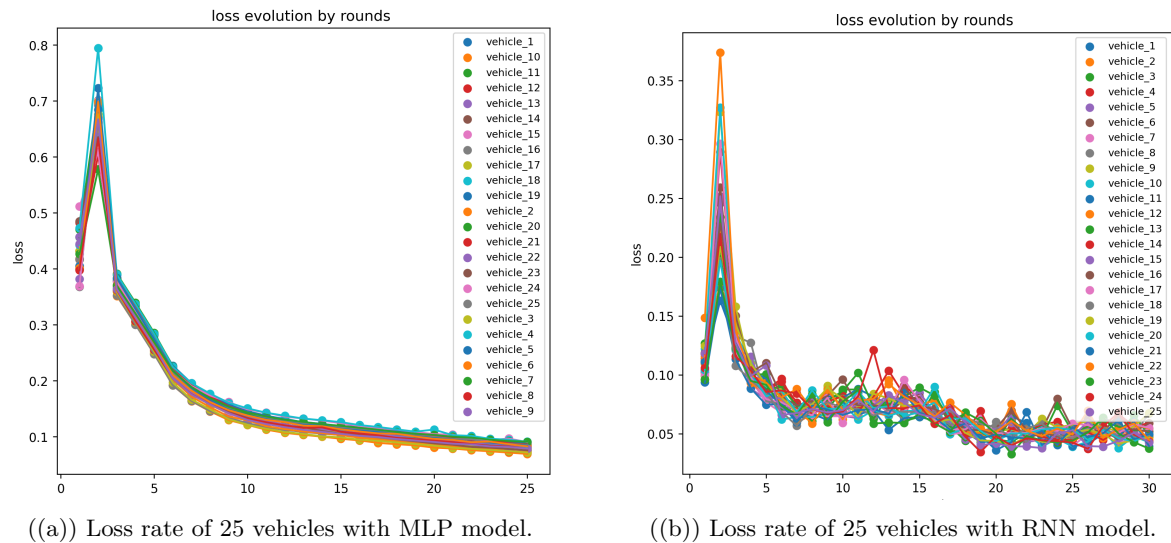 loss evolution by rounds
0.8
0.7
0.6
0.5
0.4
0.3
0.2
0.1
loss
0
5
10
15
20
25
vehicle_1
vehicle_10
vehicle_11
vehicle_12
vehicle_13
vehicle_14
vehicle_15
vehicle_16
vehicle_17
vehicle_18
vehicle_19
vehicle_2
vehicle_20
vehicle_21
vehicle_22
vehicle_23
vehicle_24
vehicle_25
vehicle_3
vehicle_4
vehicle_5
vehicle_6
vehicle_7
vehicle_8
vehicle_9
((a)) Loss rate of 25 vehicles with MLP model.
loss evolution by rounds
0.35
0.30
0.25
0.20
0.15
0.10
0.05
loss
0
5
10
15
20
25
30
vehicle_1
vehicle_2
vehicle_3
vehicle_4
vehicle_5
vehicle_6
vehicle_7
vehicle_8
vehicle_9
vehicle_10
vehicle_11
vehicle_12
vehicle_13
vehicle_14
vehicle_15
vehicle_16
vehicle_17
vehicle_18
vehicle_19
vehicle_20
vehicle_21
vehicle_22
vehicle_23
vehicle_24
vehicle_25
((b)) Loss rate of 25 vehicles with RNN model.